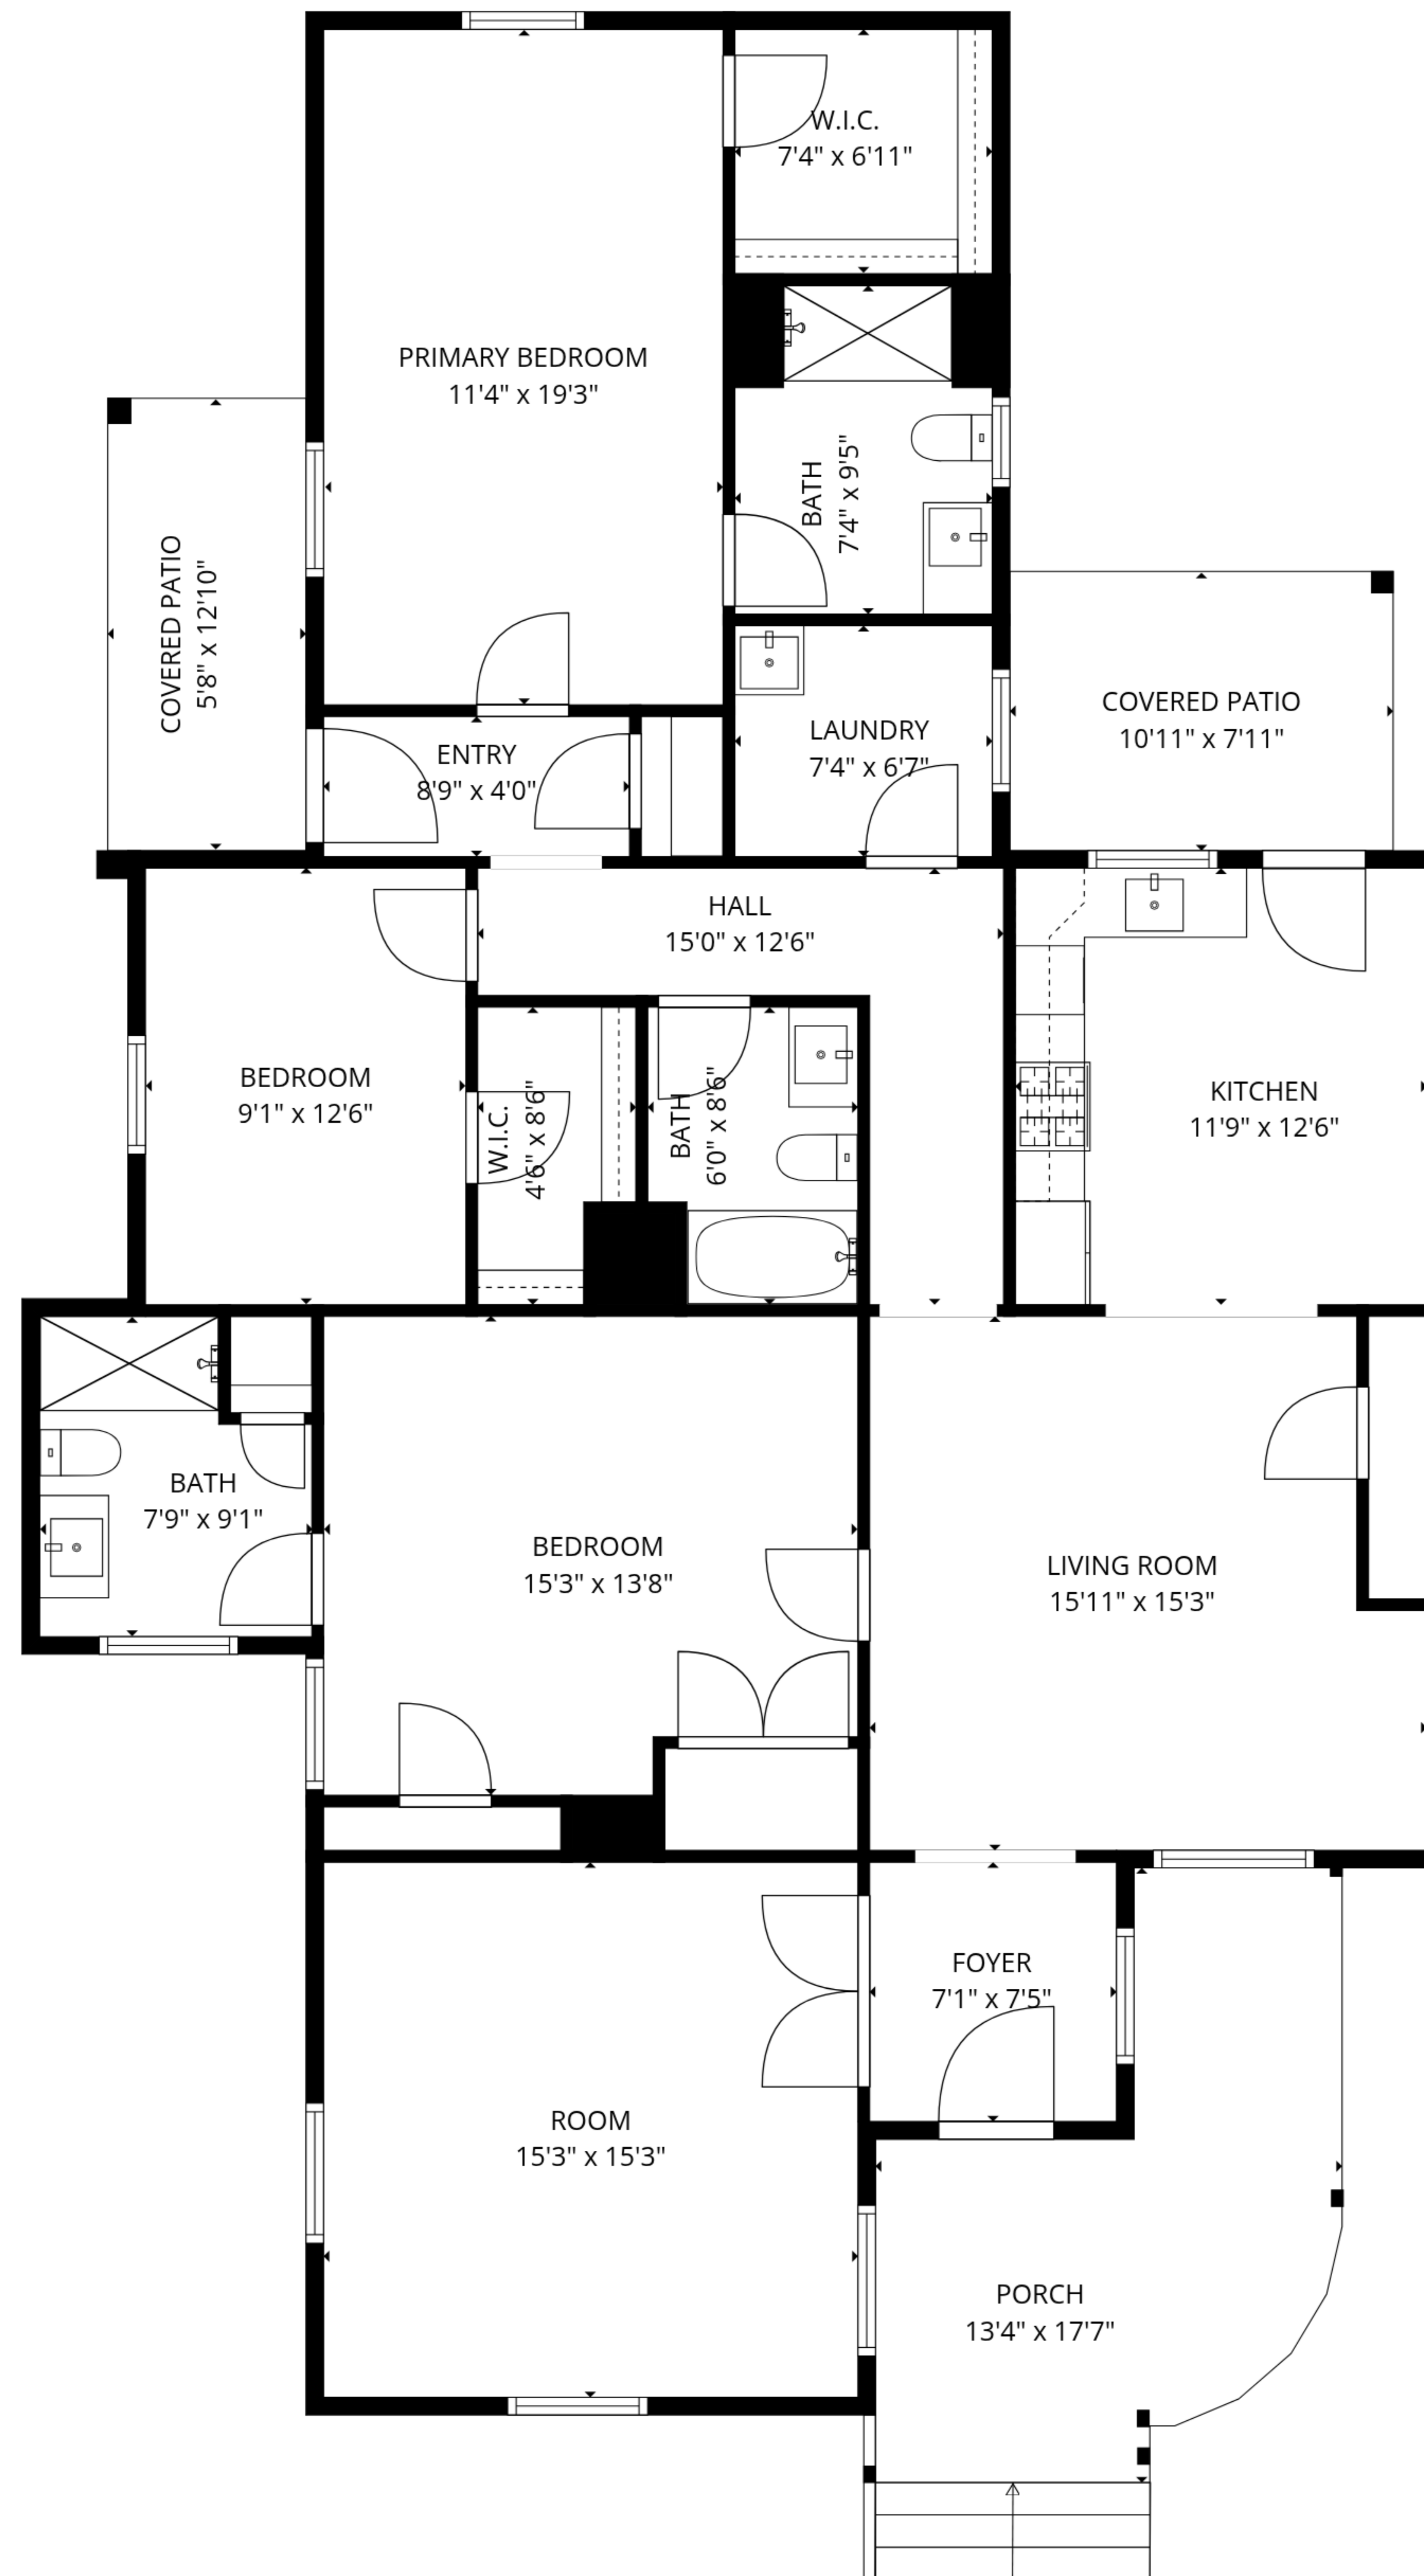 W.I.C.
7'4" x 6'11"
PRIMARY BEDROOM
11'4" x 19'3"
BATH
7'4" x 9'5"
COVERED PATIO
5'8" x 12'10"
COVERED PATIO
10'11" x 7'11"
LAUNDRY
7'4" x 6'7"
ENTRY
8'9" x 4'0"
HALL
15'0" x 12'6"
BEDROOM
9'1" x 12'6"
W.I.C.
4'6" x 8'6"
BATH
6'0" x 8'6"
KITCHEN
11'9" x 12'6"
BATH
7'9" x 9'1"
BEDROOM
15'3" x 13'8"
LIVING ROOM
15'11" x 15'3"
FOYER
7'1" x 7'5"
ROOM
15'3" x 15'3"
PORCH
13'4" x 17'7"